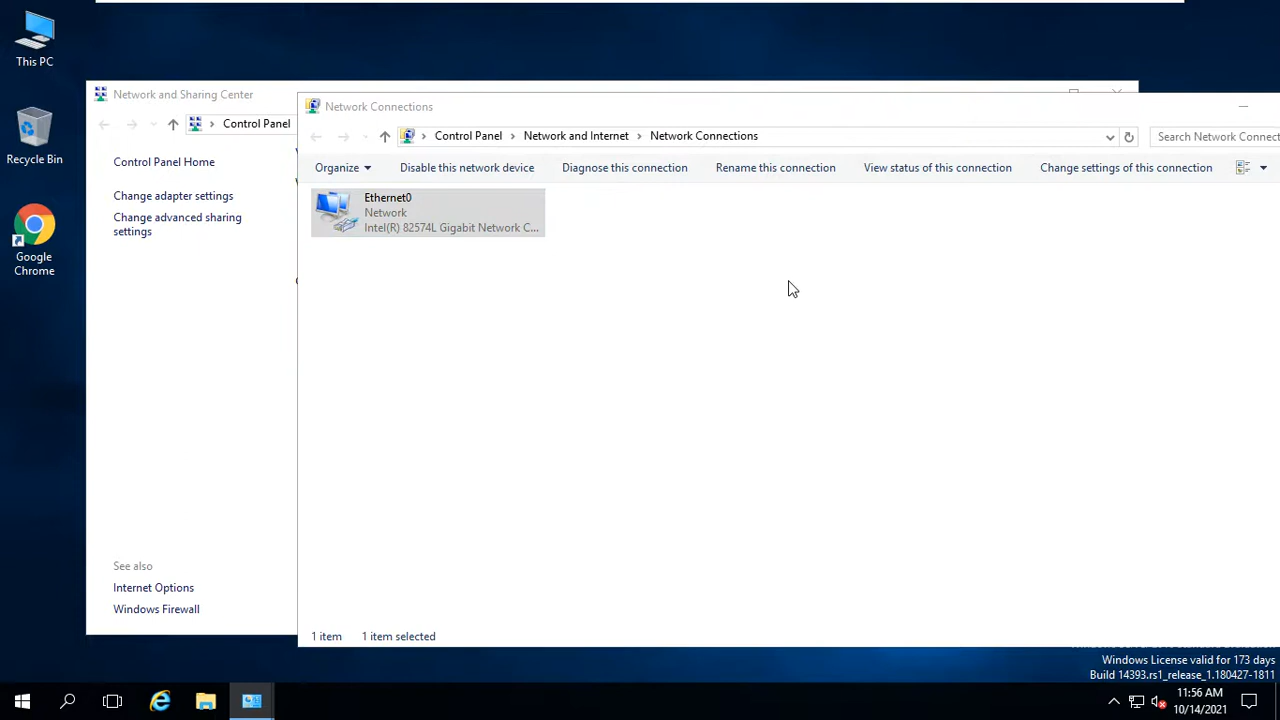 This PC
Recycle Bin
Google
Chrome
Network and Sharing Center
Control Panel
Control Panel Home
Change adapter settings
Change advanced sharing
settings
See also
Internet Options
Windows Firewall
Network Connections
Control Panel > Network and Internet > Network Connections
Search Network Connect
Organize
Disable this network device
Diagnose this connection
Rename this connection
View status of this connection
Change settings of this connection
Ethernet0
Network
Intel(R) 82574L Gigabit Network C...
1 item
1 item selected
Windows License valid for 173 days
Build 14393.rs1_release_1.180427-1811
11:56 AM
10/14/2021